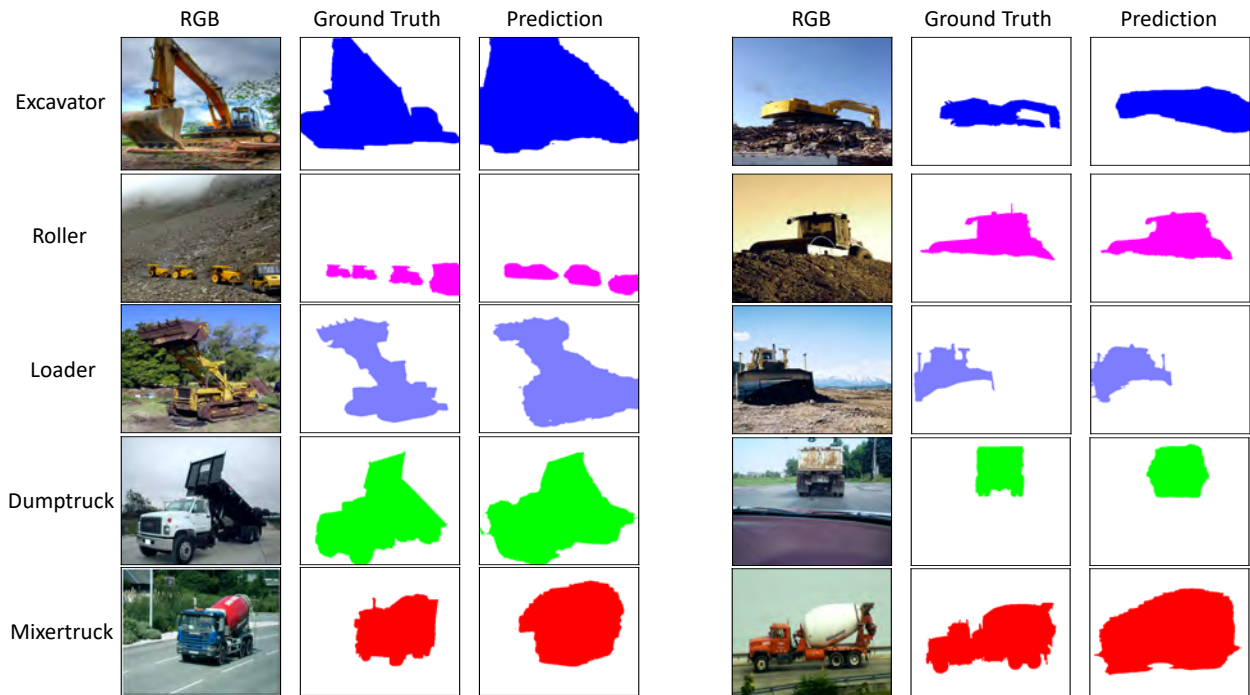 RGB Ground Truth Prediction RGB Ground Truth Prediction
Excavator
Roller
Loader
Dumptruck
Mixertruck